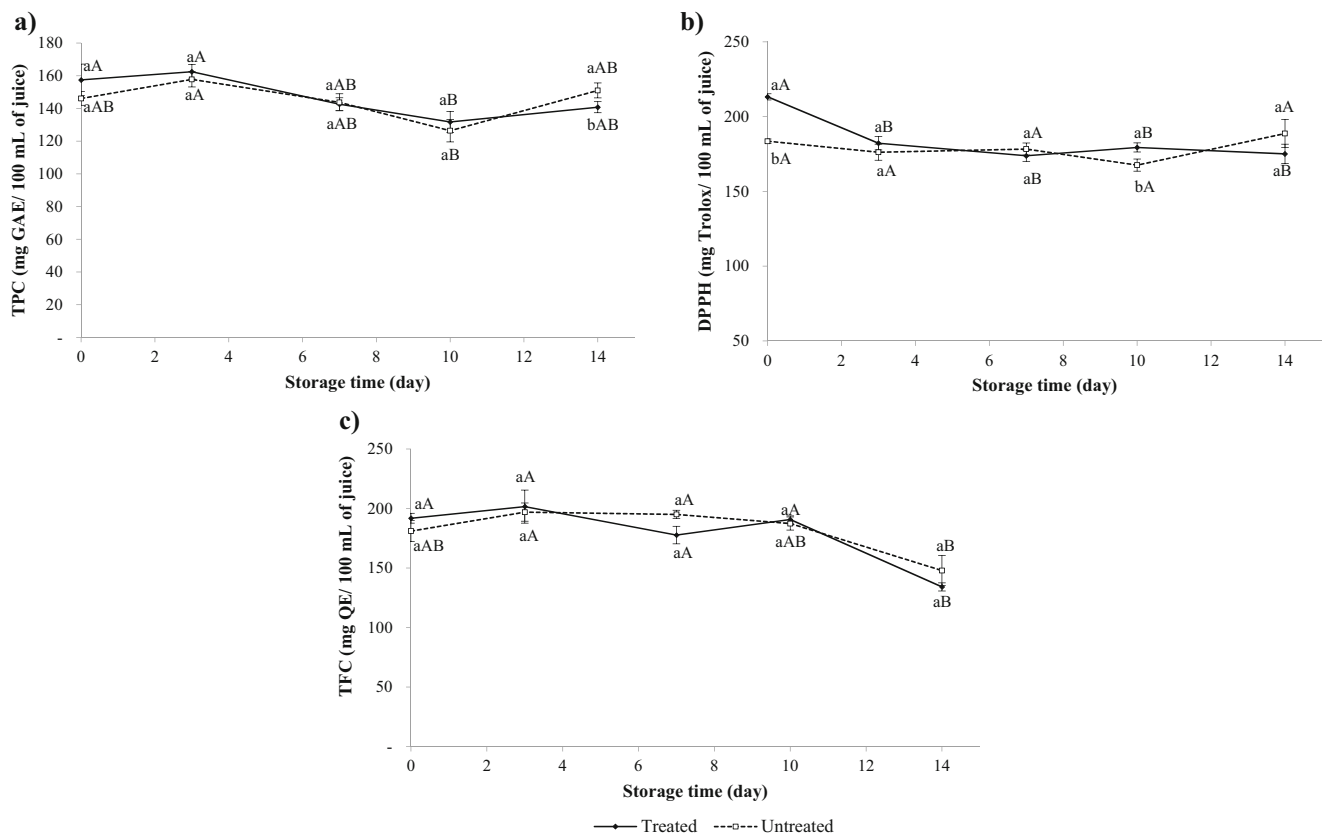 a)
TPC (mg GAE/ 100 mL of juice)
180
160
140
120
100
80
60
40
20
-
aA
aAB
aA
aA
aAB
aAB
aB
aB
aAB
bAB
0 2 4 6 8 10 12 14
Storage time (day)
b)
DPPH (mg Trolox/ 100 mL of juice)
250
200
150
100
50
aA
bA
aB
aA
aA
aB
aB
bA
aA
aB
0 2 4 6 8 10 12 14
Storage time (day)
c)
TFC (mg QE/ 100 mL of juice)
250
200
150
100
50
-
aA
aAB
aA
aA
aA
aA
aA
aAB
aB
aB
0 2 4 6 8 10 12 14
Storage time (day)
Treated Untreated